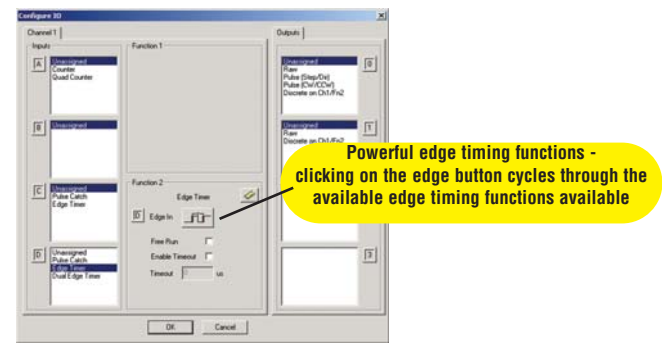 Configure IO
Channel 1
Outputs
Inputs
Function 1
A
Unassigned
Counter
Quad Counter
Unassigned
Raw
Pulse (Step/Dir)
Pulse (CW/CCW)
Discrete on Ch1/Fn2
0
B
Unassigned
Unassigned
Raw
Discrete on Ch1/Fn2
1
Powerful edge timing functions -
clicking on the edge button cycles through the
available edge timing functions available
C
Unassigned
Pulse Catch
Edge Timer
Function 2
Edge Timer
D
Edge In
Free Run
Enable Timeout
Timeout
0
us
D
Unassigned
Pulse Catch
Edge Timer
Dual Edge Timer
3
OK
Cancel